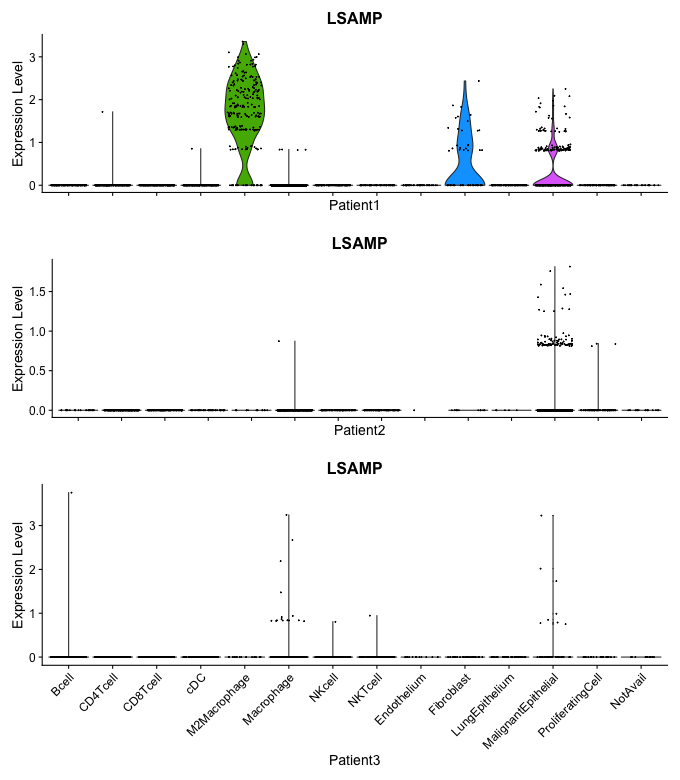 LSAMP
Expression Level
3
2
1
0
Patient1
LSAMP
Expression Level
1.5
1.0
0.5
0.0
Patient2
LSAMP
Expression Level
3
2
1
0
Bcell
CD4Tcell
CD8Tcell
cDC
M2Macrophage
Macrophage
NKcell
NKTcell
Endothelium
Fibroblast
LungEpithelium
MalignantEpithelial
ProliferatingCell
NotAvail
Patient3